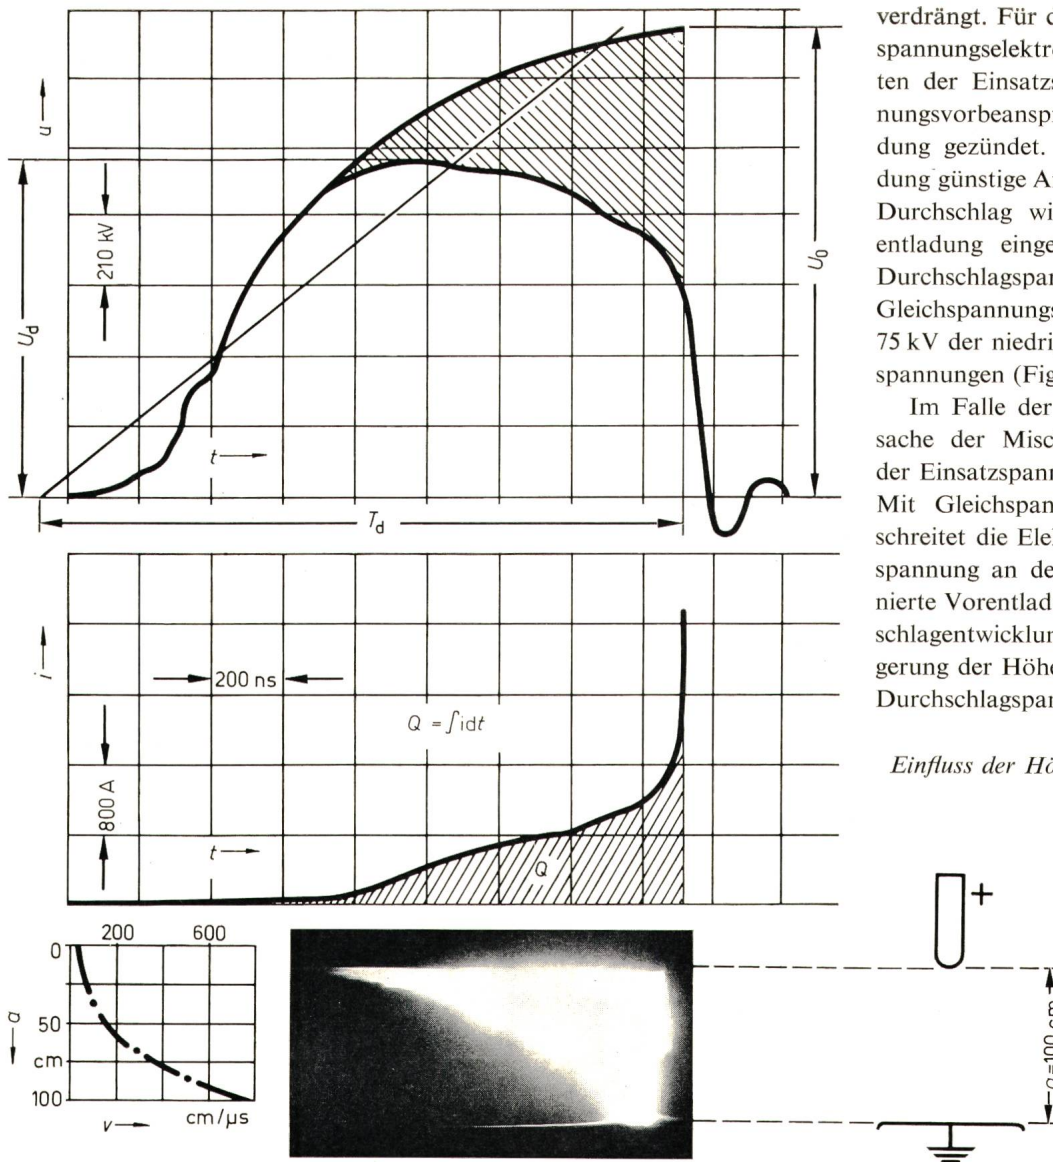 u
210 kV
U_d
U_0
t
T_d
i
200 ns
Q = ∫idt
800 A
t
Q
200 600
0
a
50
cm
100
v
cm/µs
+
a=100 cm
verdrängt. Für
spannungselektro
ten der Einsatzs
nungsvorbeanspr
dung gezündet.
dung günstige
Durchschlag wi
entladung einge
Durchschlagspan
Gleichspannungs
75 kV der niedri
spannungen (Fig
Im Falle der
sache der Misc
der Einsatzspann
Mit Gleichspan
schreitet die Ele
spannung an de
nierte Vorentlad
schlagentwicklun
gerung der Höhe
Durchschlagspan
Einfluss der Hö